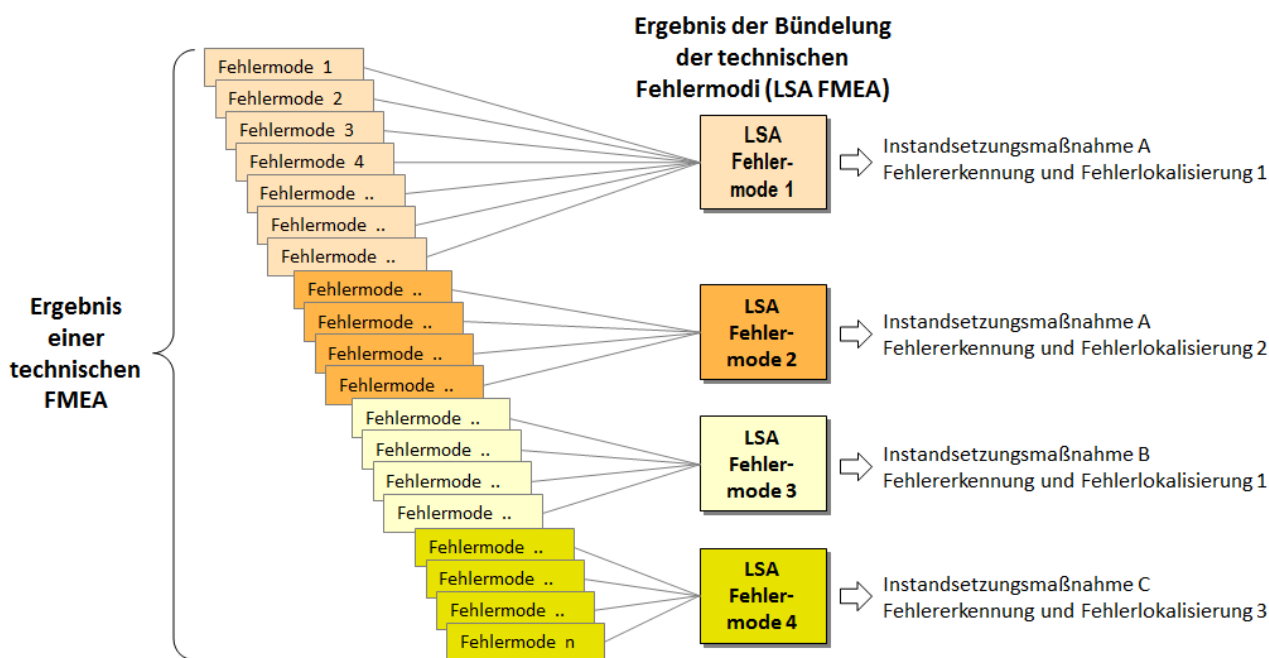 Ergebnis der Bündelung
der technischen
Fehlermodi (LSA FMEA)
Ergebnis
einer
technischen
FMEA
Fehlermode 1
Fehlermode 2
Fehlermode 3
Fehlermode 4
Fehlermode ..
Fehlermode ..
Fehlermode ..
Fehlermode ..
Fehlermode ..
Fehlermode ..
Fehlermode ..
Fehlermode ..
Fehlermode ..
Fehlermode ..
Fehlermode ..
Fehlermode ..
Fehlermode ..
Fehlermode ..
Fehlermode n
LSA
Fehler-
mode 1
Instandsetzungsmaßnahme A
Fehlererkennung und Fehlerlokalisierung 1
LSA
Fehler-
mode 2
Instandsetzungsmaßnahme A
Fehlererkennung und Fehlerlokalisierung 2
LSA
Fehler-
mode 3
Instandsetzungsmaßnahme B
Fehlererkennung und Fehlerlokalisierung 1
LSA
Fehler-
mode 4
Instandsetzungsmaßnahme C
Fehlererkennung und Fehlerlokalisierung 3